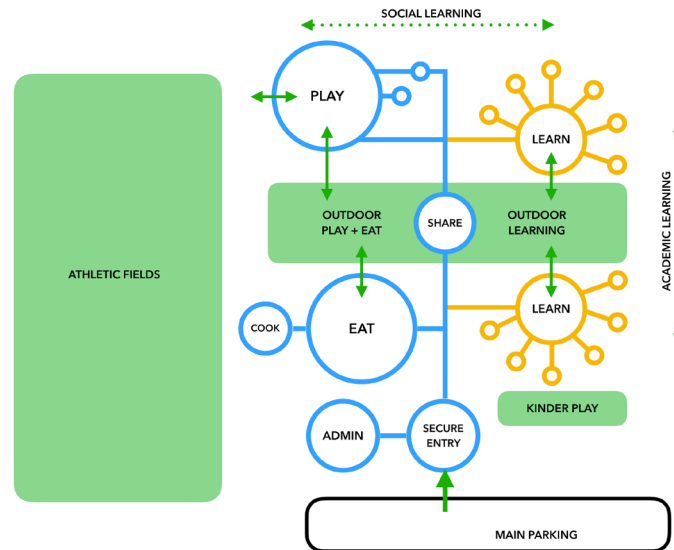 SOCIAL LEARNING
PLAY
LEARN
OUTDOOR
PLAY + EAT
SHARE
OUTDOOR
LEARNING
ACADEMIC LEARNING
ATHLETIC FIELDS
COOK
EAT
LEARN
KINDER PLAY
ADMIN
SECURE
ENTRY
MAIN PARKING